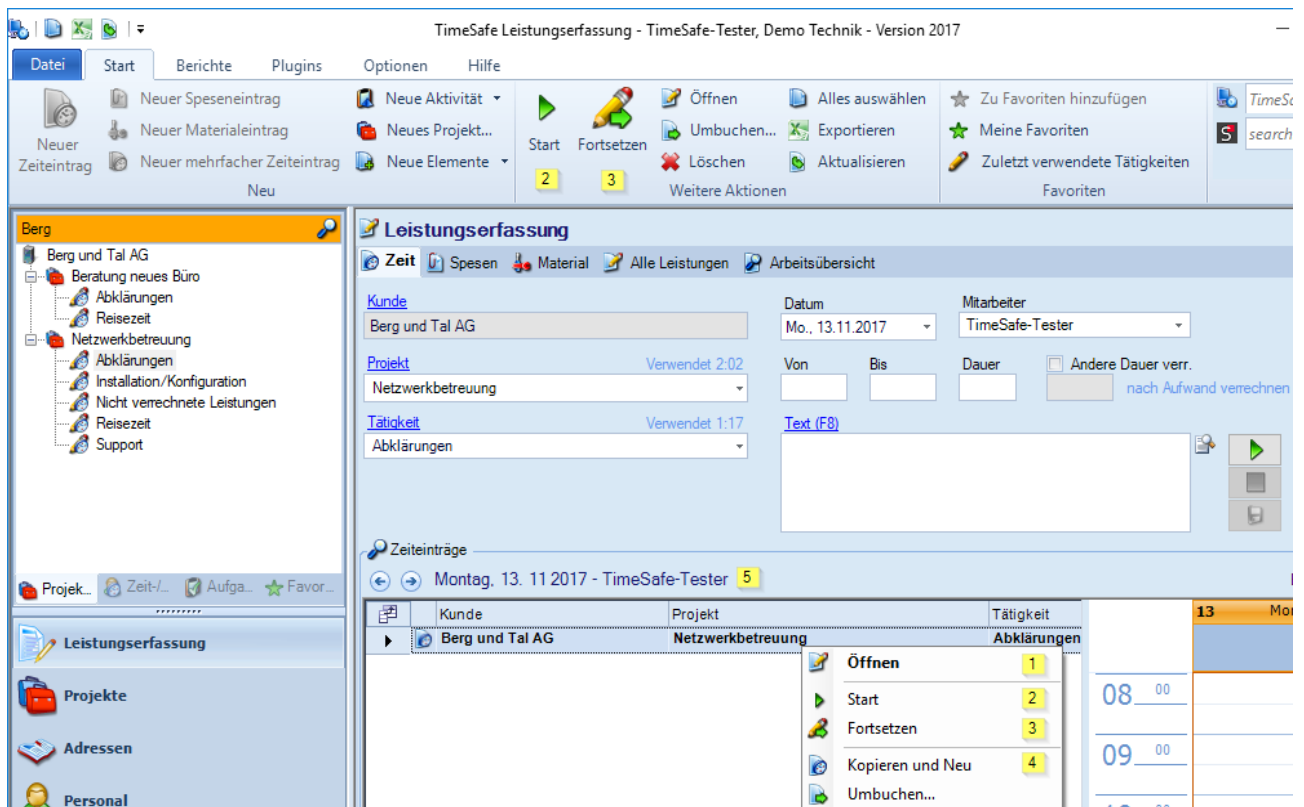 TimeSafe Leistungserfassung - TimeSafe-Tester, Demo Technik - Version 2017
Datei Start Berichte Plugins Optionen Hilfe
Neuer Zeiteintrag
Neuer Speseneintrag
Neuer Materialeintrag
Neuer mehrfacher Zeiteintrag
Neue Aktivität
Neues Projekt...
Neue Elemente
Neu
Start
2
Fortsetzen
3
Öffnen
Umbuchen...
Löschen
Alles auswählen
Exportieren
Aktualisieren
Weitere Aktionen
Zu Favoriten hinzufügen
Meine Favoriten
Zuletzt verwendete Tätigkeiten
Favoriten
search
Berg
Berg und Tal AG
Beratung neues Büro
Abklärungen
Reisezeit
Netzwerkbetreuung
Abklärungen
Installation/Konfiguration
Nicht verrechnete Leistungen
Reisezeit
Support
Projek... Zeit-/... Aufga... Favor...
Leistungserfassung
Projekte
Adressen
Personal
Leistungserfassung
Zeit Spesen Material Alle Leistungen Arbeitsübersicht
Kunde
Berg und Tal AG
Datum
Mo., 13.11.2017
Mitarbeiter
TimeSafe-Tester
Projekt Verwendet 2:02
Netzwerkbetreuung
Von Bis Dauer Andere Dauer verr.
nach Aufwand verrechnen
Tätigkeit Verwendet 1:17
Abklärungen
Text (F8)
Zeiteinträge
Montag, 13. 11 2017 - TimeSafe-Tester 5
Kunde Projekt Tätigkeit
Berg und Tal AG Netzwerkbetreuung Abklärungen
13 Mon
Öffnen 1
Start 2
Fortsetzen 3
Kopieren und Neu 4
Umbuchen...
08 00
09 00